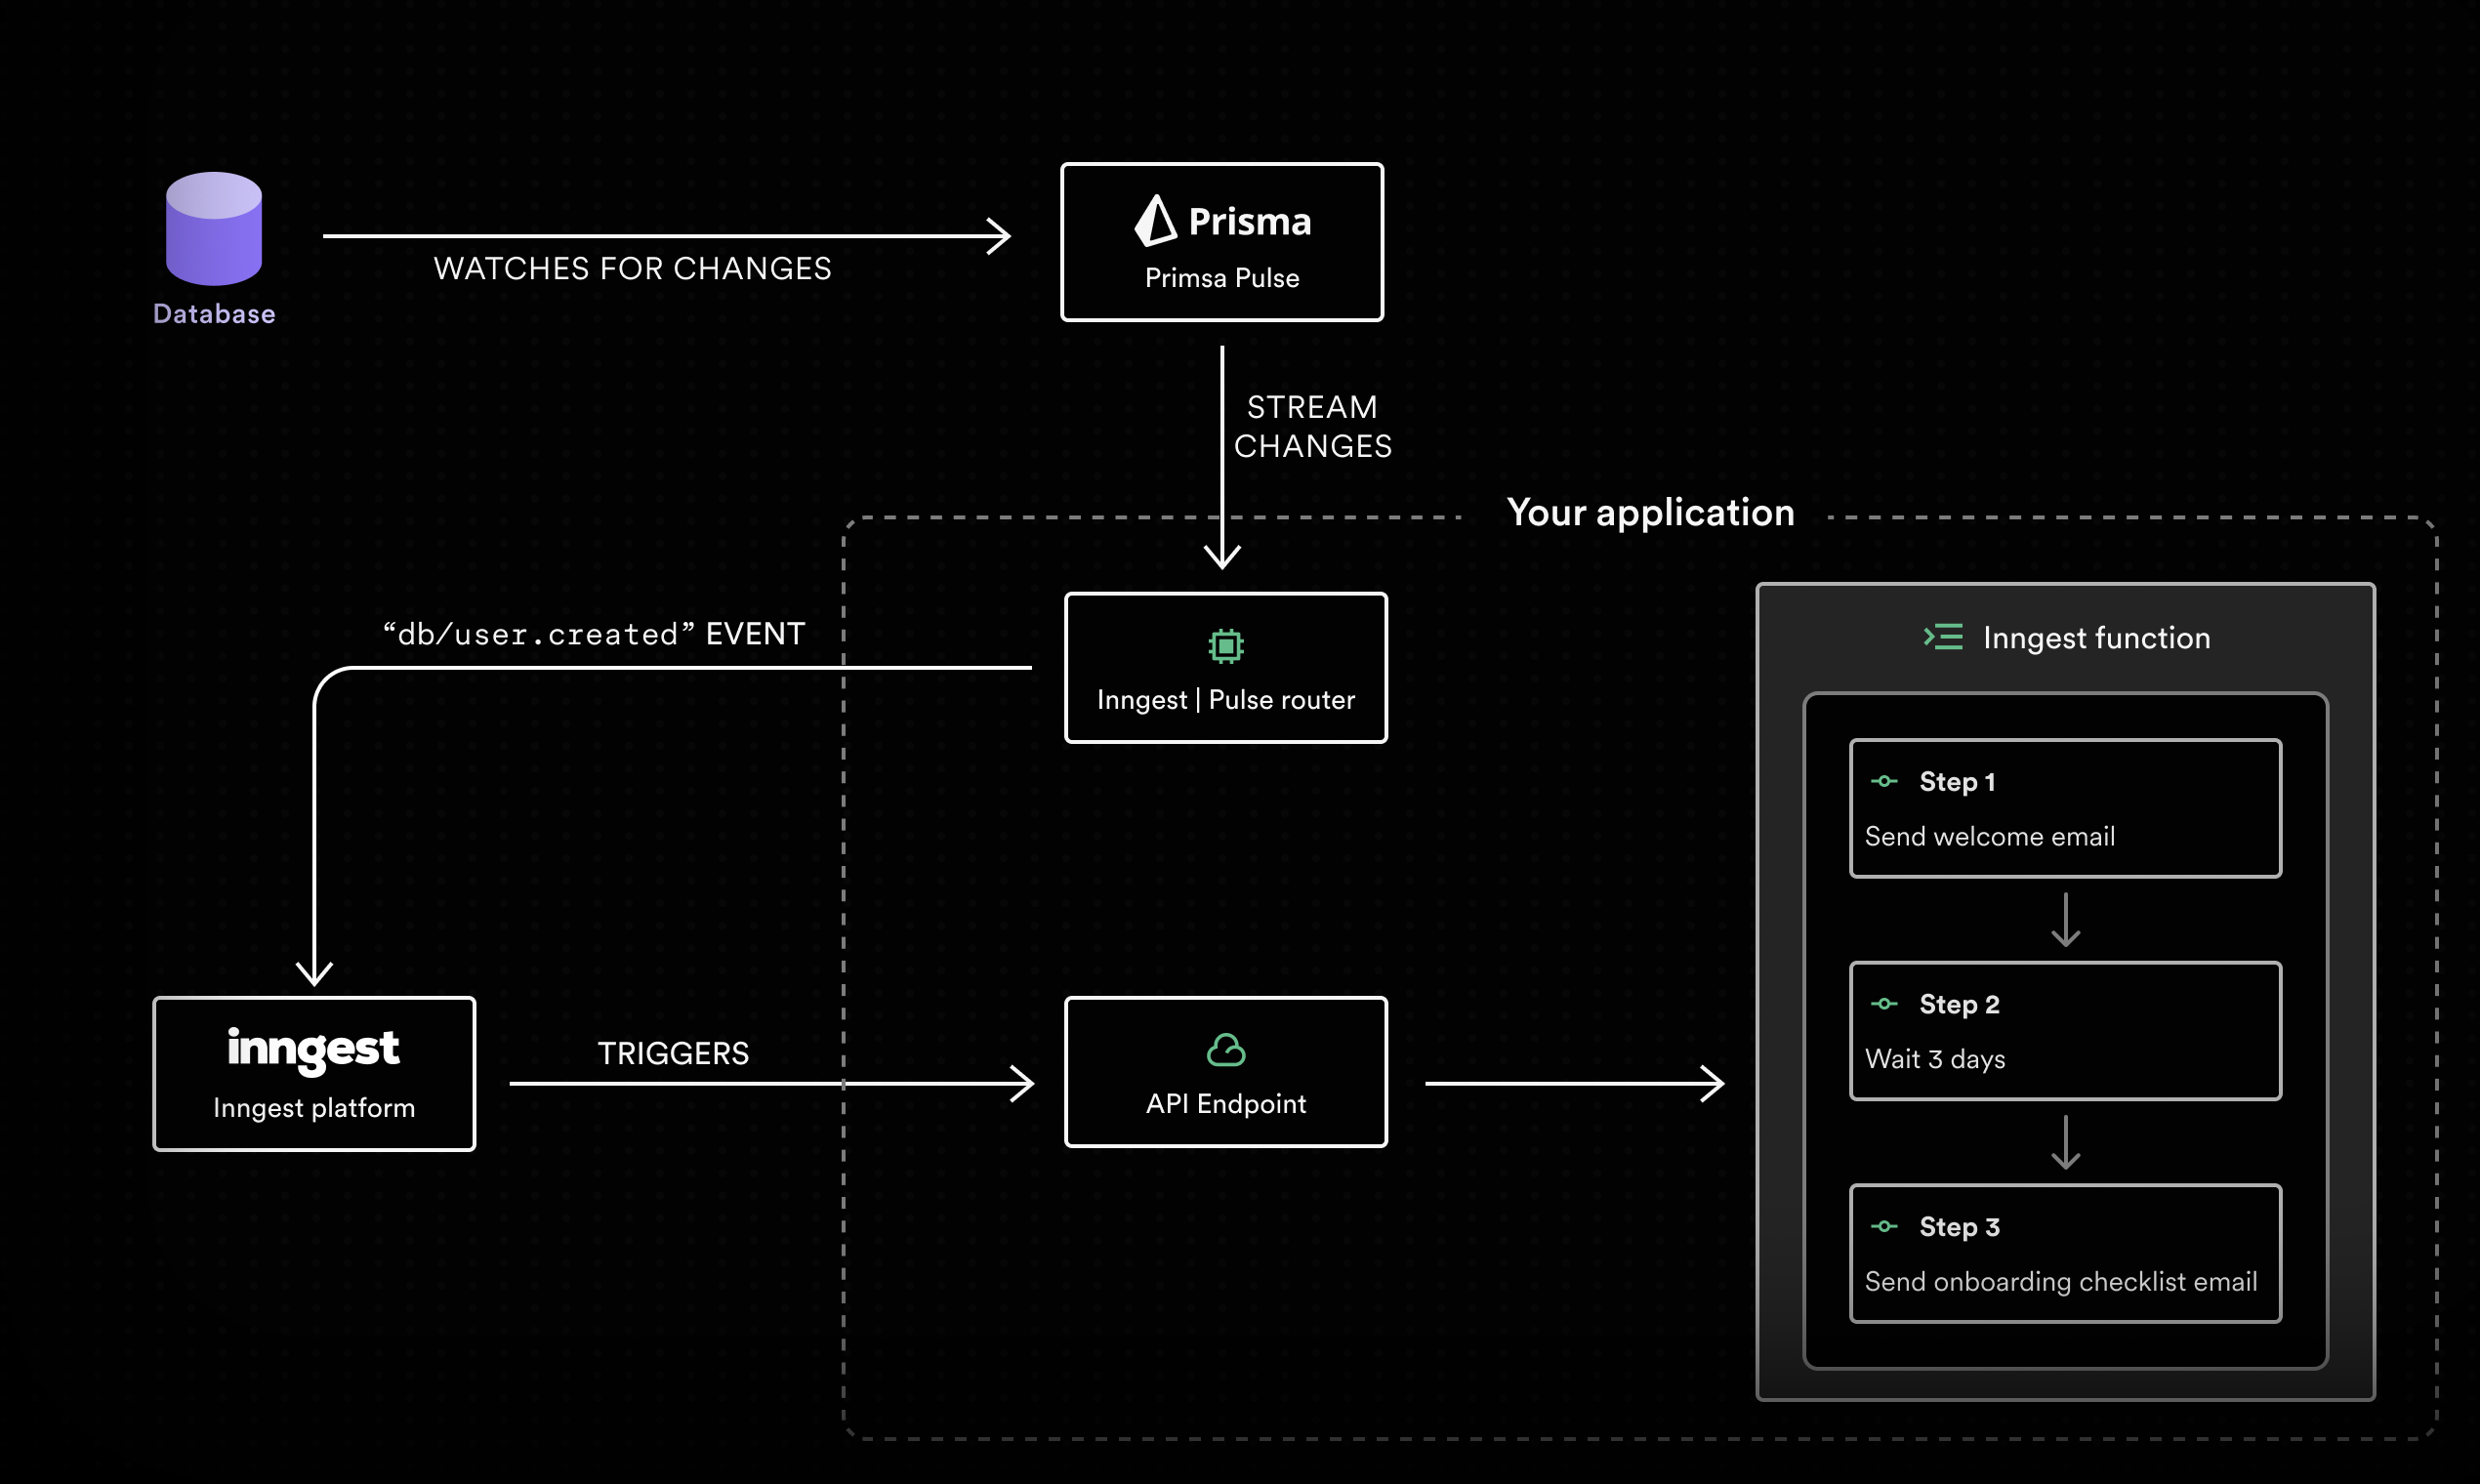 Prisma
Primsa Pulse
Database
WATCHES FOR CHANGES
STREAM
CHANGES
Your application
“db/user.created” EVENT
Inngest | Pulse router
inngest
Inngest platform
TRIGGERS
API Endpoint
Inngest function
Step 1
Send welcome email
Step 2
Wait 3 days
Step 3
Send onboarding checklist email